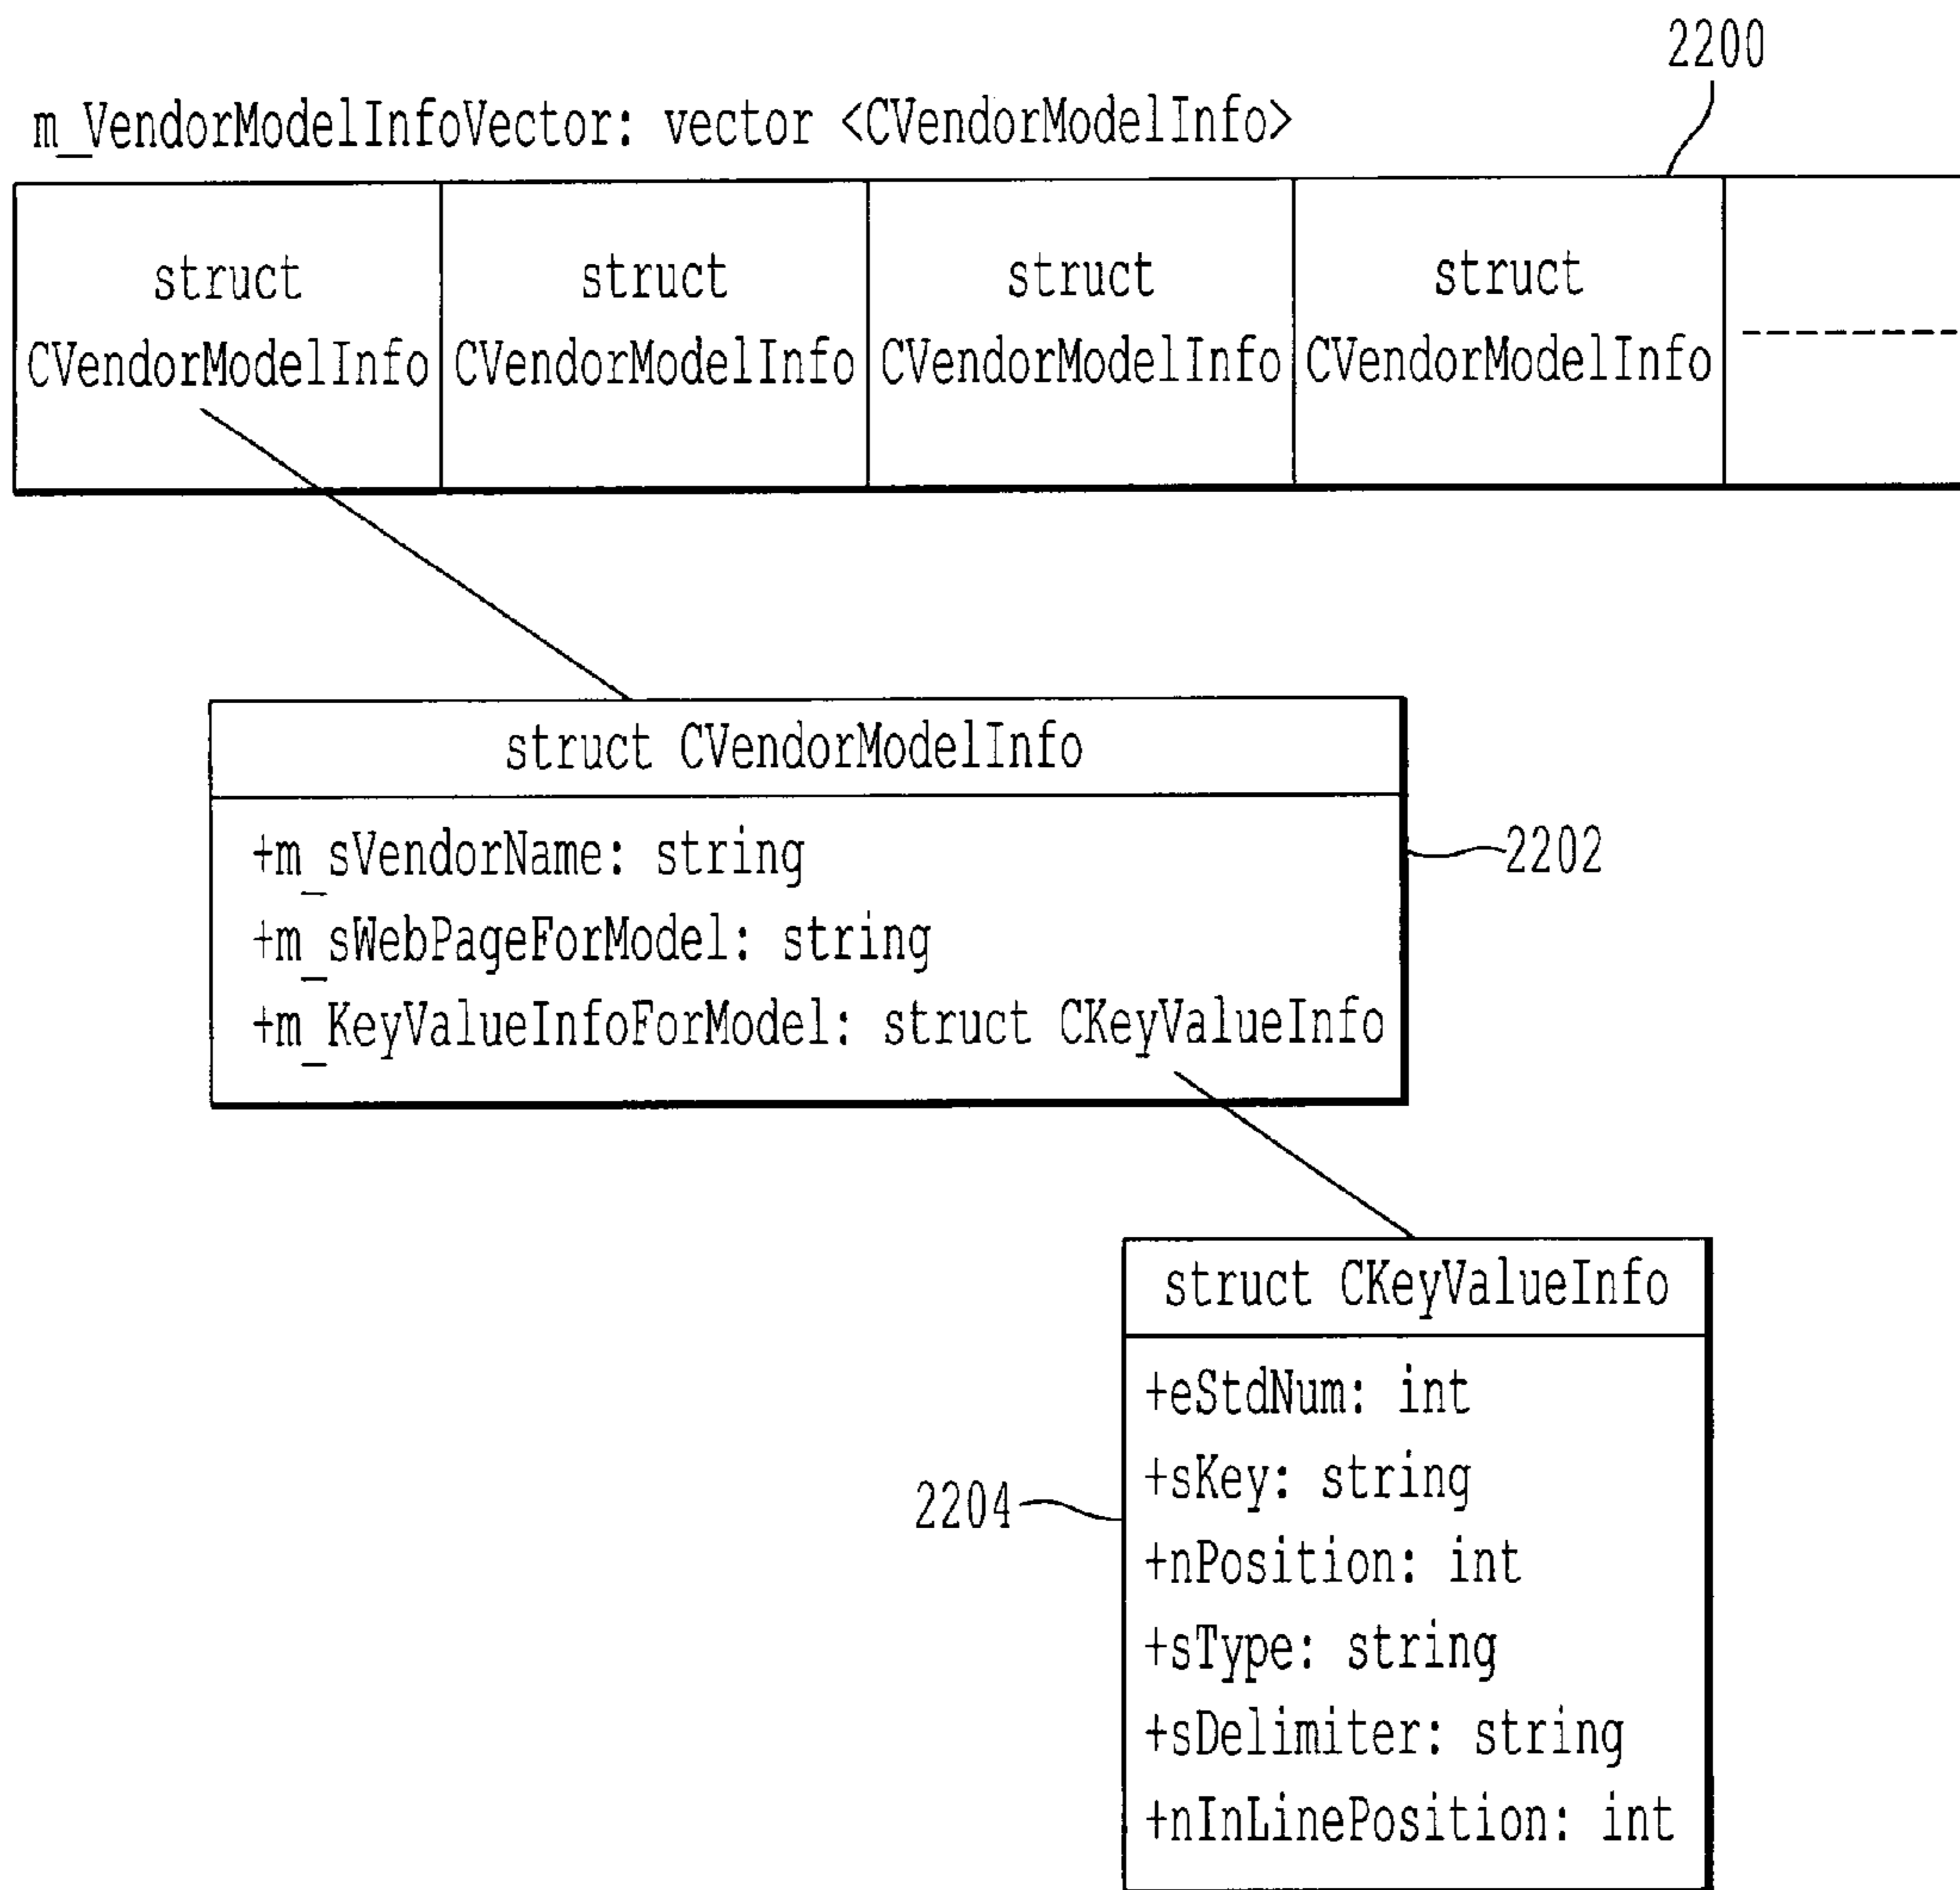 2200
m_VendorModelInfoVector: vector <CVendorModelInfo>
struct CVendorModelInfo
struct CVendorModelInfo
struct CVendorModelInfo
struct CVendorModelInfo
struct CVendorModelInfo
+m_sVendorName: string
2202
+m_sWebPageForModel: string
+m_KeyValueInfoForModel: struct CKeyValueInfo
struct CKeyValueInfo
+eStdNum: int
+sKey: string
2204
+nPosition: int
+sType: string
+sDelimiter: string
+nInLinePosition: int